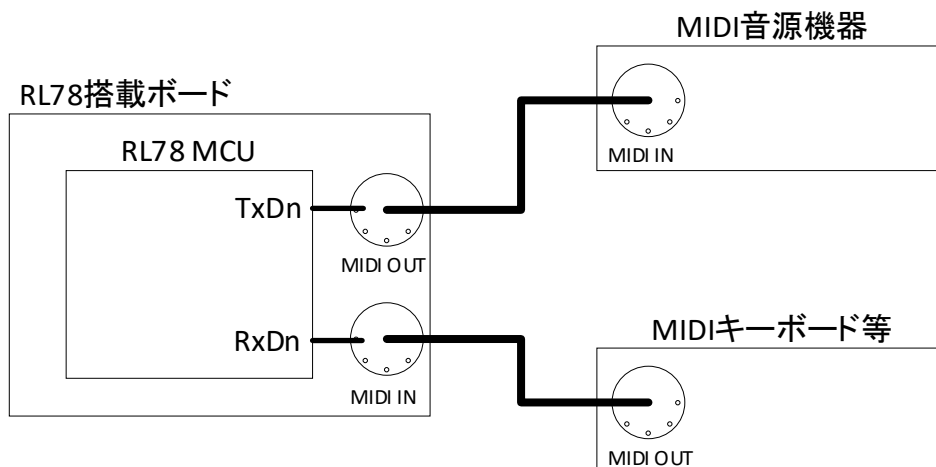 MIDI音源機器
RL78搭載ボード
RL78 MCU
MIDI IN
TxDn
MIDI OUT
RxDn
MIDIキーボード等
MIDI IN
MIDI OUT